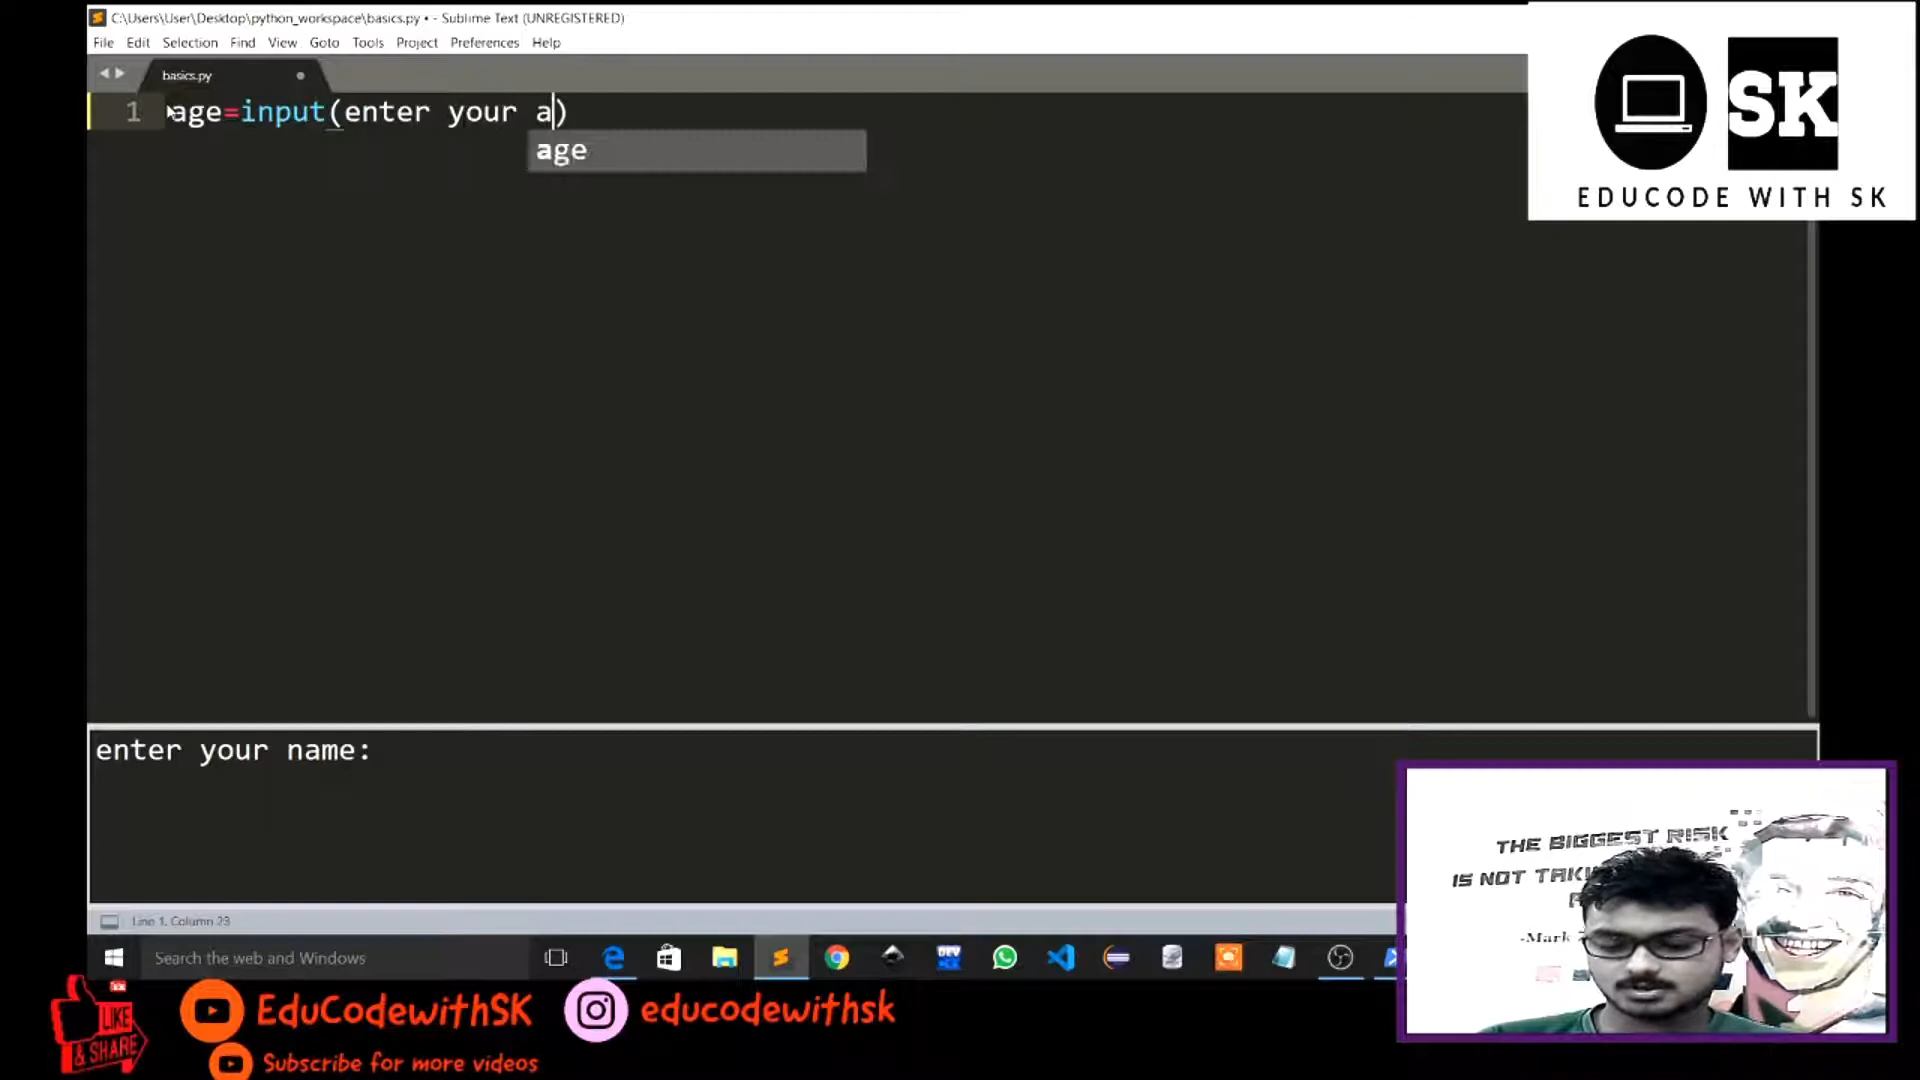 C:\Users\User\Desktop\python_workspace\basics.py • - Sublime Text (UNREGISTERED)
File Edit Selection Find View Goto Tools Project Preferences Help
basics.py
1 age=input(enter your a)
age
SK
EDUCODE WITH SK
enter your name:
THE BIGGEST RISK
IS NOT
-Mark
Line 1, Column 23
Search the web and Windows
DEV
LIKE
& SHARE
EduCodewithSK
educodewithsk
Subscribe for more videos